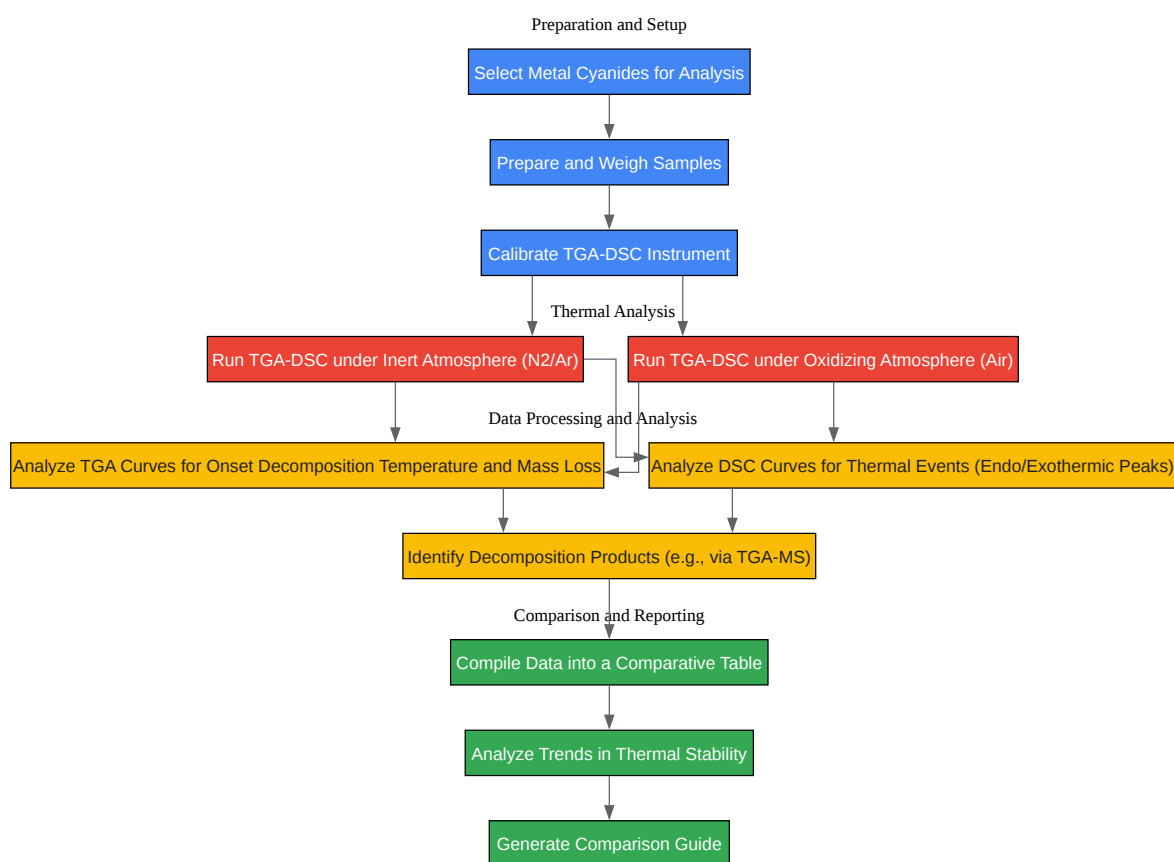 Preparation and Setup
Select Metal Cyanides for Analysis
Prepare and Weigh Samples
Calibrate TGA-DSC Instrument
Thermal Analysis
Run TGA-DSC under Inert Atmosphere (N2/Ar)
Run TGA-DSC under Oxidizing Atmosphere (Air)
Data Processing and Analysis
Analyze TGA Curves for Onset Decomposition Temperature and Mass Loss
Analyze DSC Curves for Thermal Events (Endo/Exothermic Peaks)
Identify Decomposition Products (e.g., via TGA-MS)
Comparison and Reporting
Compile Data into a Comparative Table
Analyze Trends in Thermal Stability
Generate Comparison Guide